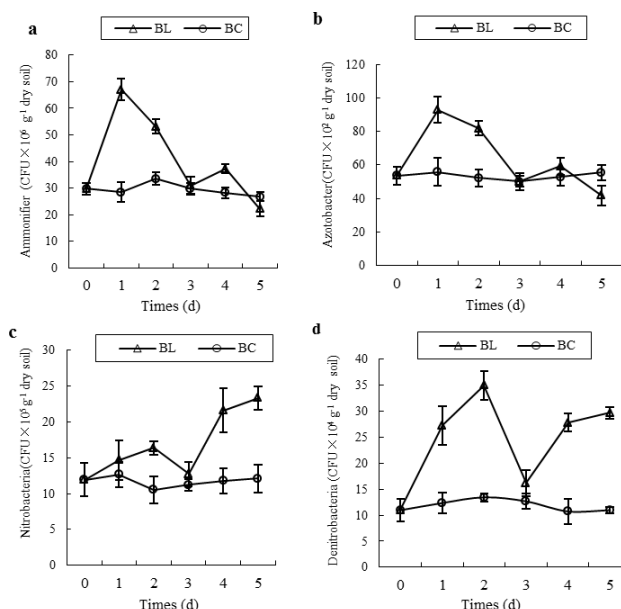 a
BL BC
Ammonifier (CFU×10⁶ g⁻¹ dry soil)
80
70
60
50
40
30
20
10
0
0 1 2 3 4 5
Times (d)
b
BL BC
Azotobacter(CFU×10² g⁻¹ dry soil)
120
100
80
60
40
20
0
0 1 2 3 4 5
Times (d)
c
BL BC
Nitrobacteria(CFU×10⁵ g⁻¹ dry soil)
30
25
20
15
10
5
0
0 1 2 3 4 5
Times (d)
d
BL BC
Denitrobacteria (CFU×10⁴ g⁻¹ dry soil)
40
35
30
25
20
15
10
5
0
0 1 2 3 4 5
Times (d)